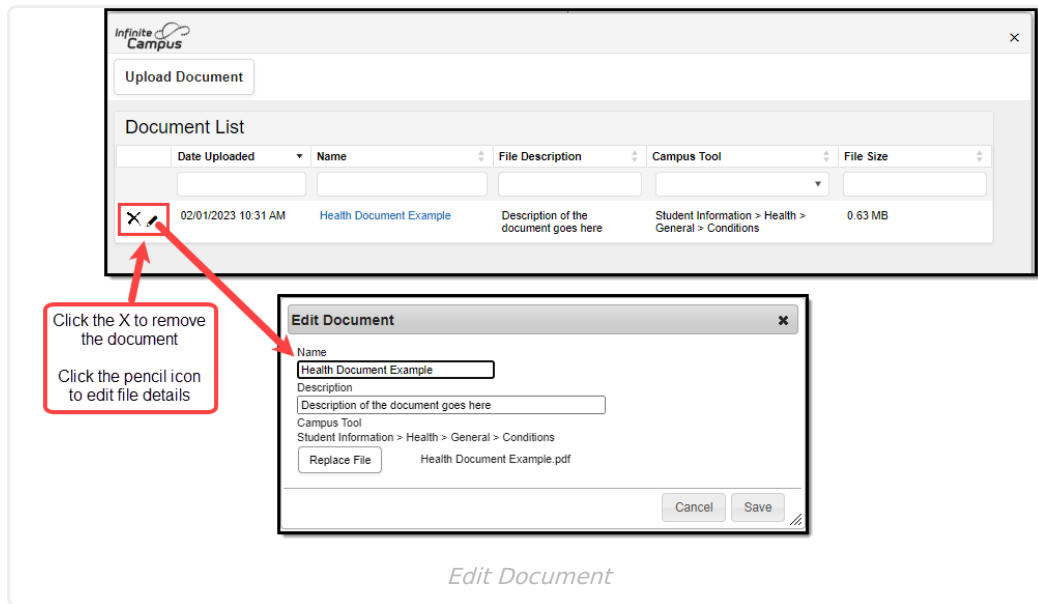 Infinite
Campus
Upload Document
Document List
Date Uploaded Name File Description Campus Tool File Size
02/01/2023 10:31 AM Health Document Example Description of the Student Information > Health > 0.63 MB
document goes here General > Conditions
Click the X to remove
the document
Click the pencil icon
to edit file details
Edit Document
Name
Health Document Example
Description
Description of the document goes here
Campus Tool
Student Information > Health > General > Conditions
Replace File Health Document Example.pdf
Cancel Save
Edit Document